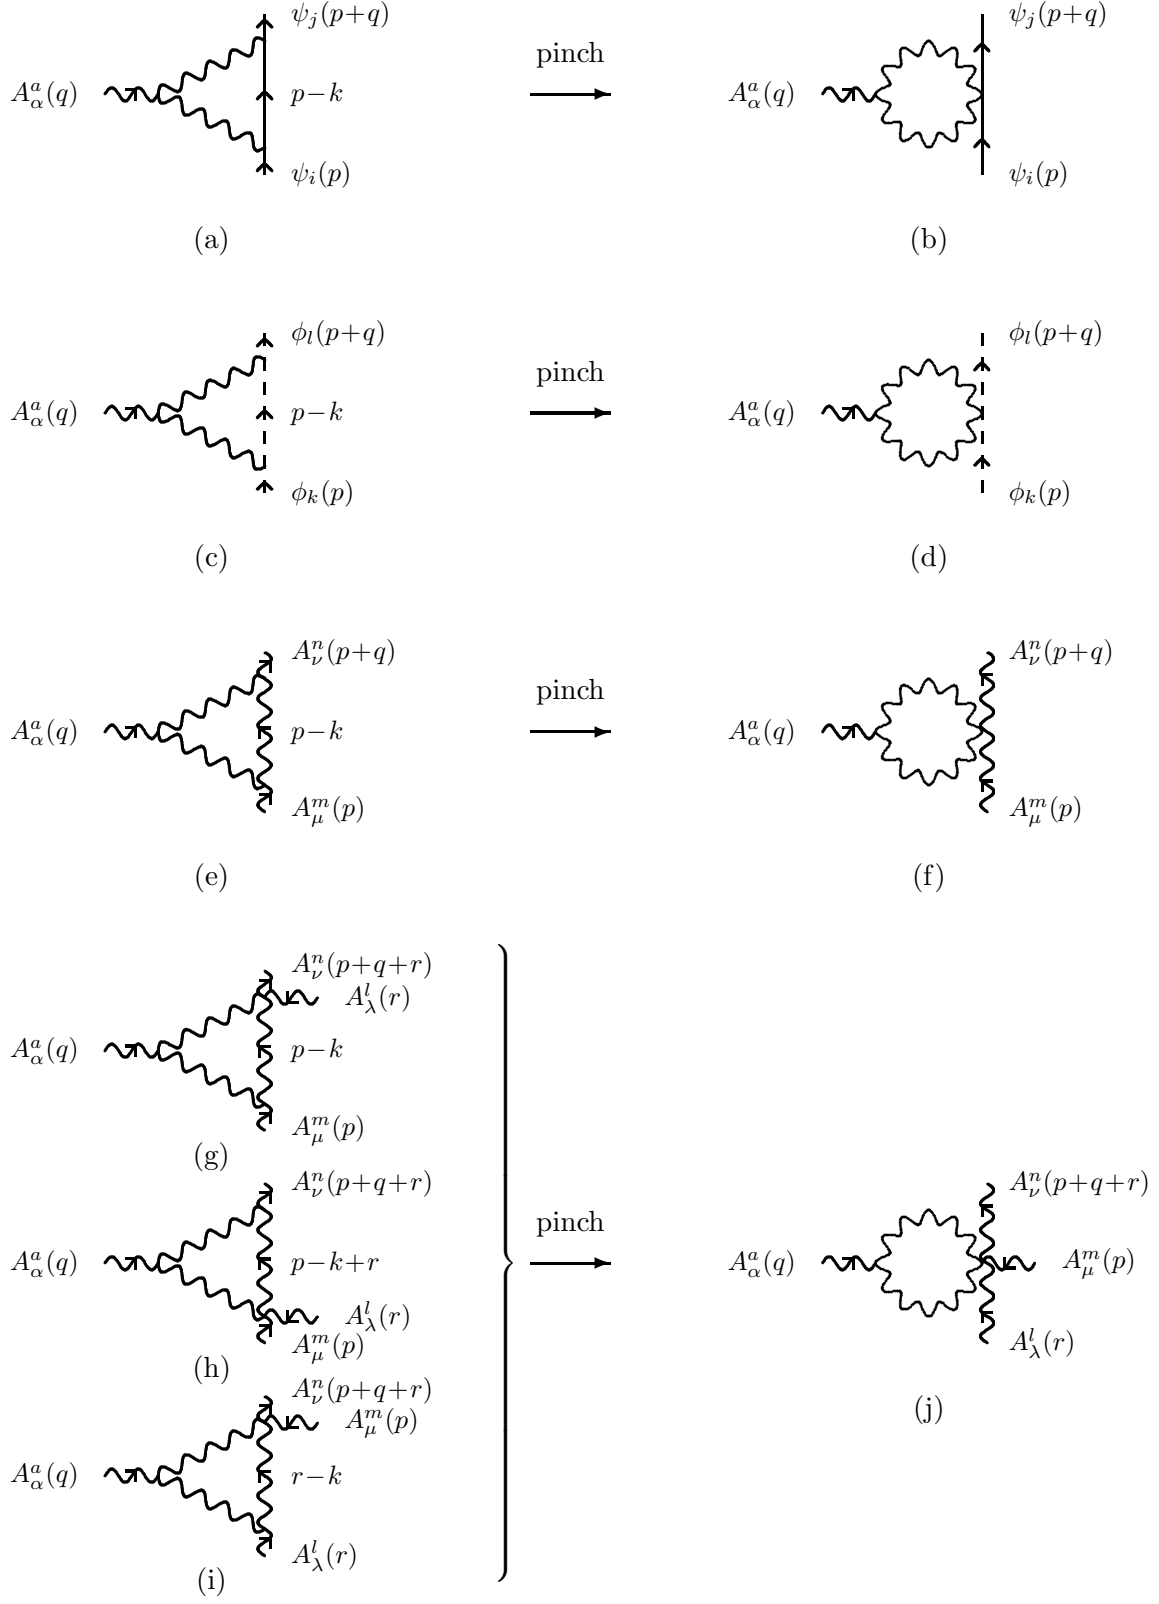 ψ_j(p+q)
pinch
ψ_j(p+q)
A^a_α(q)
p−k
A^a_α(q)
ψ_i(p)
ψ_i(p)
(a)
(b)
ϕ_l(p+q)
pinch
ϕ_l(p+q)
A^a_α(q)
p−k
A^a_α(q)
ϕ_k(p)
ϕ_k(p)
(c)
(d)
A^n_ν(p+q)
pinch
A^n_ν(p+q)
A^a_α(q)
p−k
A^a_α(q)
A^m_μ(p)
A^m_μ(p)
(e)
(f)
A^n_ν(p+q+r)
A^l_λ(r)
A^a_α(q)
p−k
A^m_μ(p)
(g)
A^n_ν(p+q+r)
A^a_α(q)
p−k+r
A^l_λ(r)
A^m_μ(p)
(h)
A^n_ν(p+q+r)
A^m_μ(p)
A^a_α(q)
r−k
A^l_λ(r)
(i)
pinch
A^n_ν(p+q+r)
A^a_α(q)
A^m_μ(p)
A^l_λ(r)
(j)